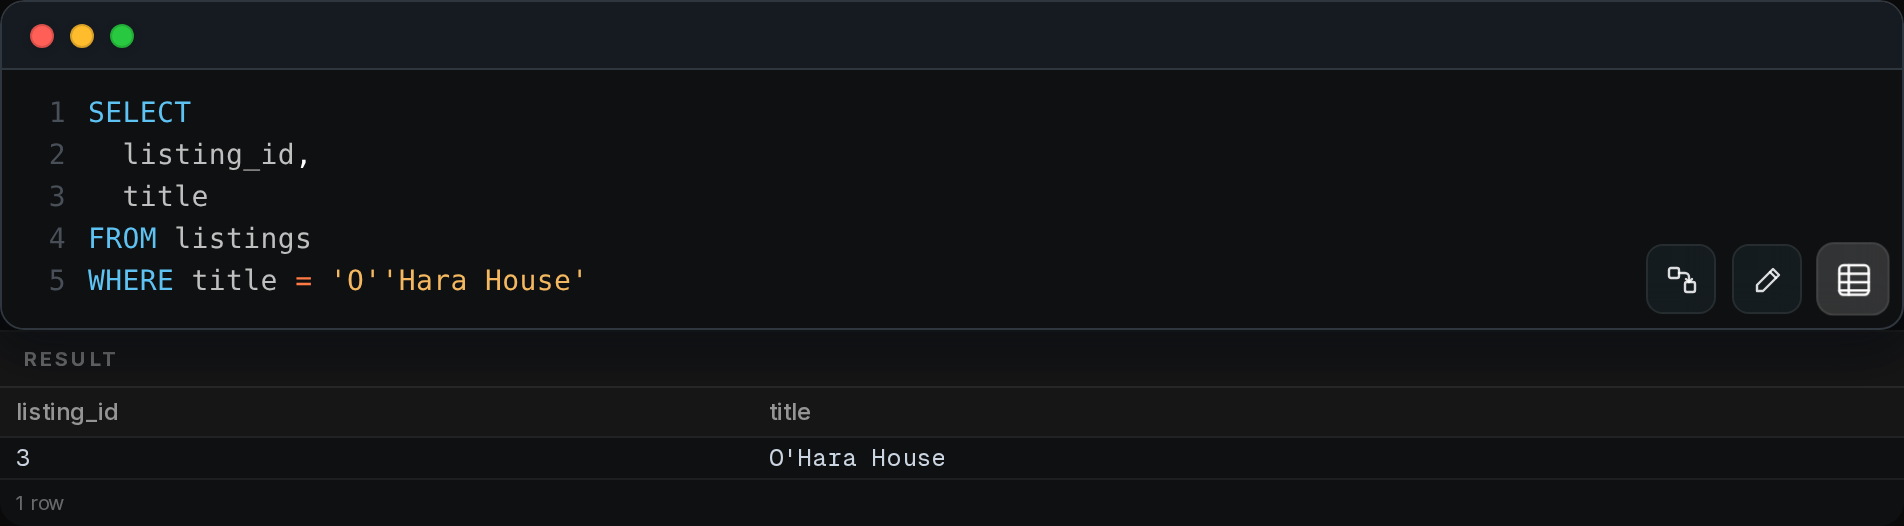 1 SELECT
2   listing_id,
3   title
4 FROM listings
5 WHERE title = 'O''Hara House'
RESULT
listing_id title
3 O'Hara House
1 row